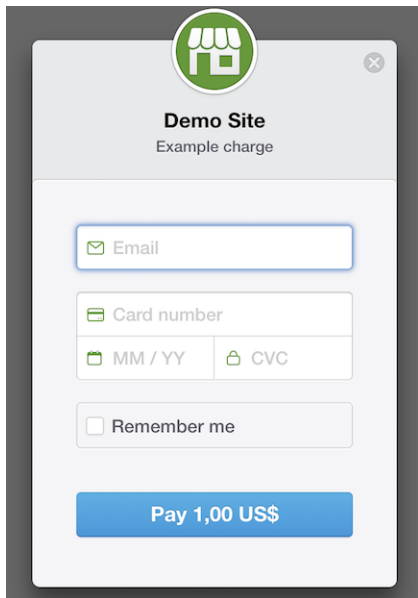 Demo Site
Example charge
Email
Card number
MM / YY
CVC
Remember me
Pay 1,00 US$